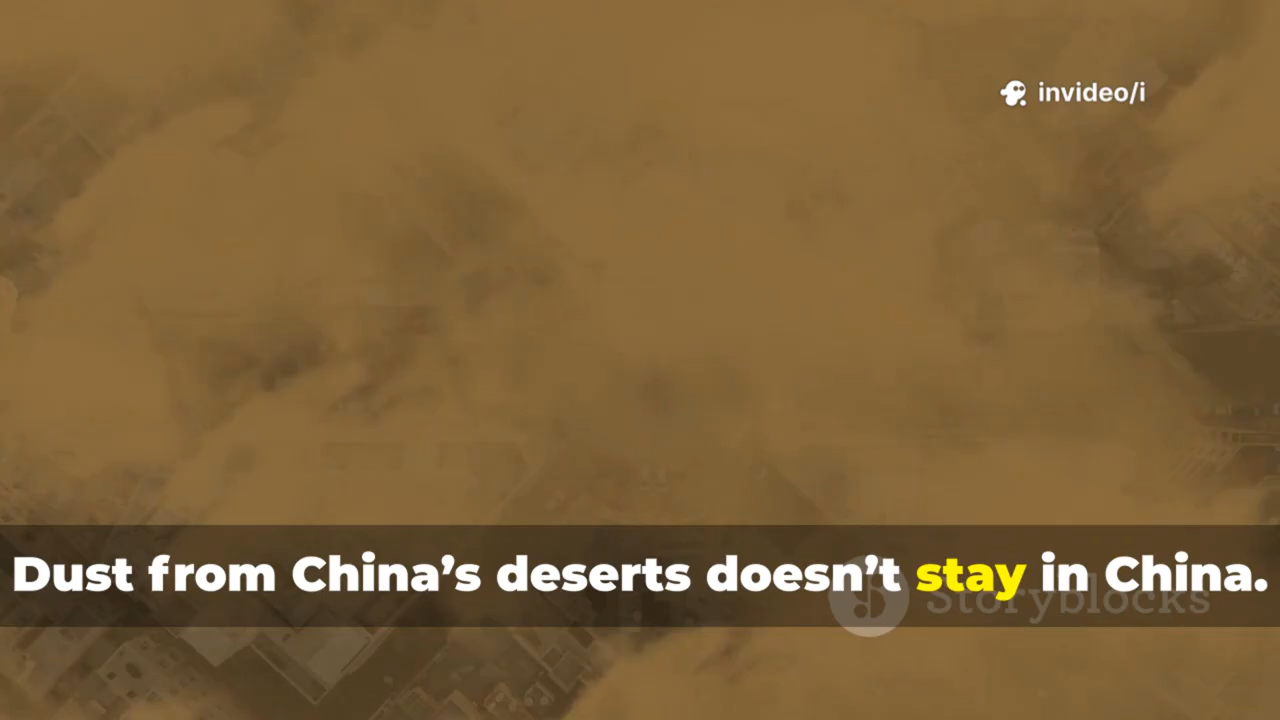 invideo/i
Dust from China’s deserts doesn’t stay in China.
Storyblocks